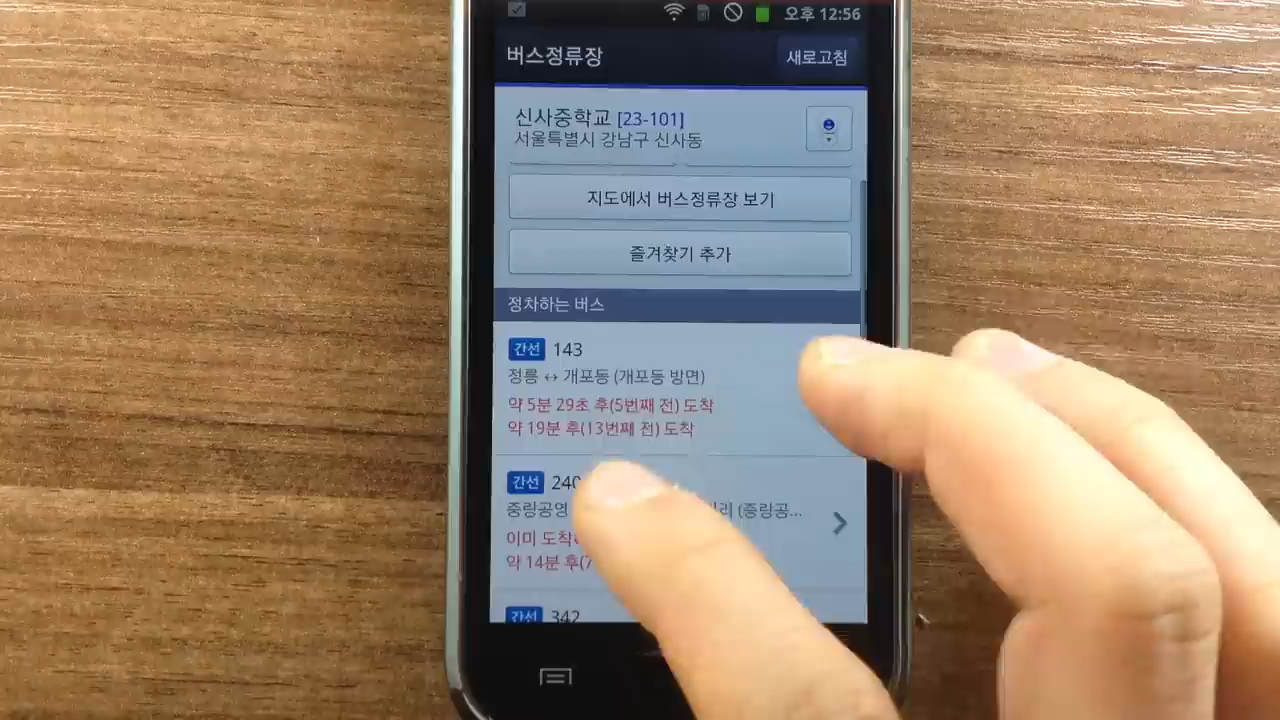 오후 12:56
버스정류장
새로고침
신사중학교 [23-101]
서울특별시 강남구 신사동
지도에서 버스정류장 보기
즐겨찾기 추가
정차하는 버스
간선 143
정릉 ↔ 개포동 (개포동 방면)
약 5분 29초 후(5번째 전) 도착
약 19분 후(13번째 전) 도착
간선 240
중랑공영 (중랑공...
이미 도착
약 14분 후(7
간선 342